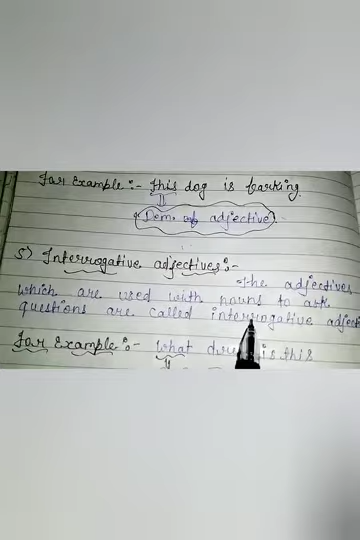 For Example :- This dog is barking.
Dem. adjective
5) Interrogative adjectives :-
The adjectives
which are used with nouns to ask
questions are called interrogative
For Example :- What is this